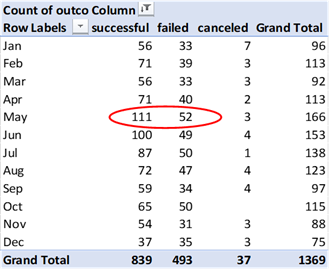 Count of outco Column
Row Labels successful failed canceled Grand Total
Jan 56 33 7 96
Feb 71 39 3 113
Mar 56 33 3 92
Apr 71 40 2 113
May 111 52 3 166
Jun 100 49 4 153
Jul 87 50 1 138
Aug 72 47 4 123
Sep 59 34 4 97
Oct 65 50 115
Nov 54 31 3 88
Dec 37 35 3 75
Grand Total 839 493 37 1369